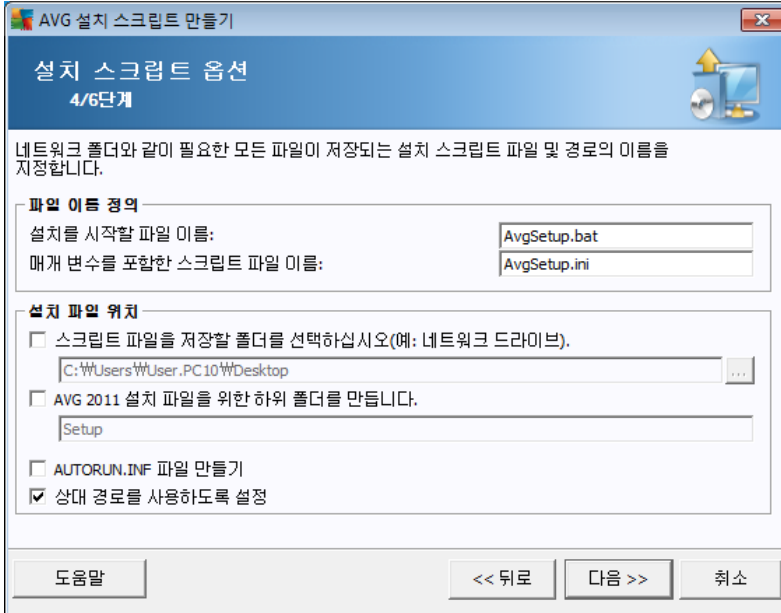 AVG 설치 스크립트 만들기
설치 스크립트 옵션
4/6단계
네트워크 폴더와 같이 필요한 모든 파일이 저장되는 설치 스크립트 파일 및 경로의 이름을
지정합니다.
파일 이름 정의
설치를 시작할 파일 이름: AvgSetup.bat
매개 변수를 포함한 스크립트 파일 이름: AvgSetup.ini
설치 파일 위치
스크립트 파일을 저장할 폴더를 선택하십시오(예: 네트워크 드라이브).
C:₩Users₩User.PC10₩Desktop ...
AVG 2011 설치 파일을 위한 하위 폴더를 만듭니다.
Setup
AUTORUN.INF 파일 만들기
상대 경로를 사용하도록 설정
도움말 << 뒤로 다음 >> 취소